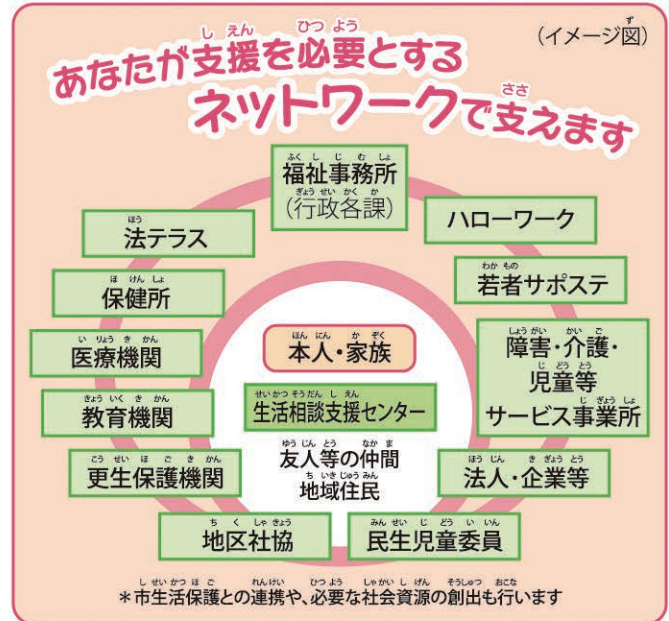 あなたが支援を必要とする
ネットワークで支えます
(イメージ図)
福祉事務所
(行政各課)
法テラス
ハローワーク
保健所
若者サポステ
医療機関
本人・家族
障害・介護・
児童等
サービス事業所
教育機関
生活相談支援センター
更生保護機関
友人等の仲間
地域住民
法人・企業等
地区社協
民生児童委員
*市生活保護との連携や、必要な社会資源の創出も行います